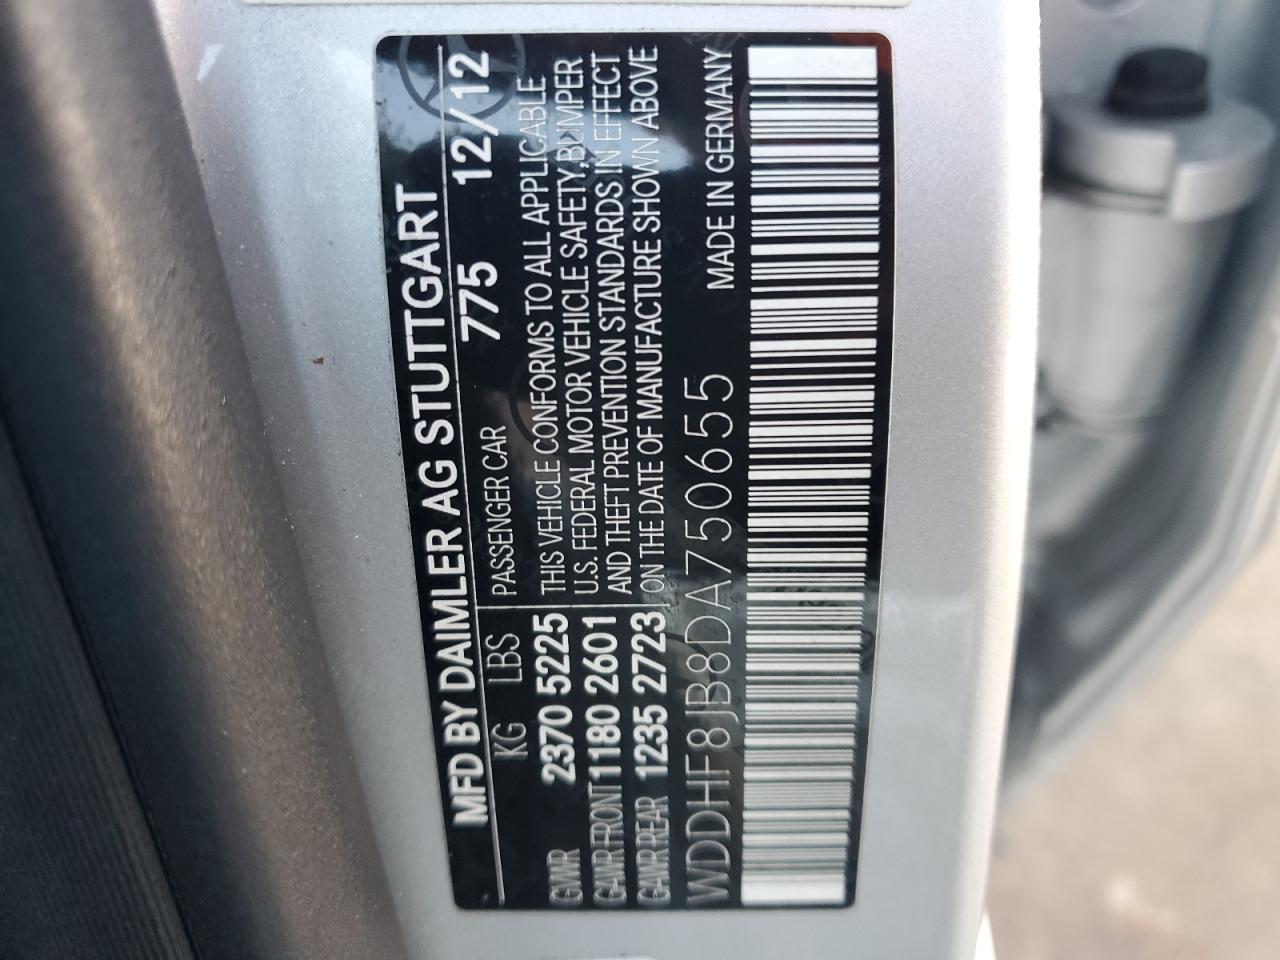 MFD BY DAIMLER AG STUTTGART
KG LBS 775 12/12
PASSENGER CAR
GVWR 2370 5225
GAWR FRONT 1180 2601
GAWR REAR 1235 2723
THIS VEHICLE CONFORMS TO ALL APPLICABLE
U.S. FEDERAL MOTOR VEHICLE SAFETY, BUMPER
AND THEFT PREVENTION STANDARDS IN EFFECT
ON THE DATE OF MANUFACTURE SHOWN ABOVE
WDDHF8JB8DA750655 MADE IN GERMANY